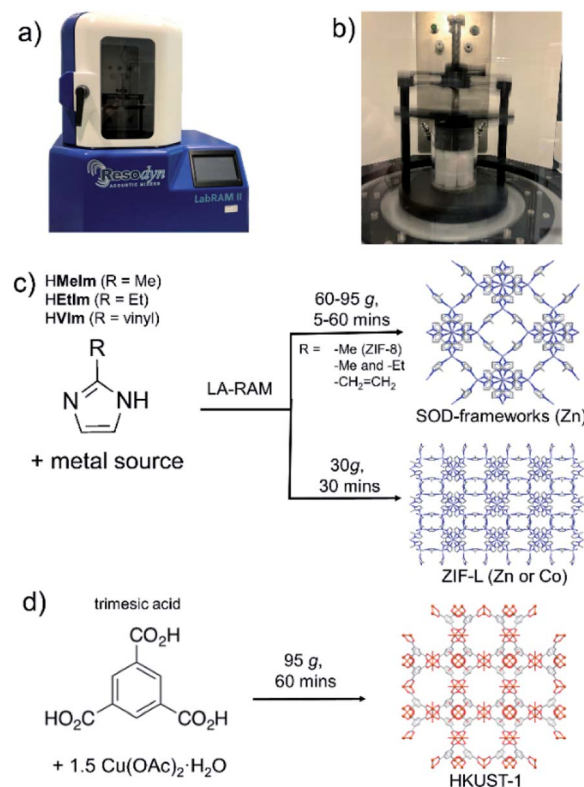 a)
b)
Resodyn
ACOUSTIC MIXERS
LabRAM II
c)
HMeIm (R = Me)
HEtIm (R = Et)
HVIm (R = vinyl)
R
N
NH
+ metal source
LA-RAM
60-95 g,
5-60 mins
R = -Me (ZIF-8)
-Me and -Et
-CH₂=CH₂
SOD-frameworks (Zn)
30g,
30 mins
ZIF-L (Zn or Co)
d)
trimesic acid
CO₂H
HO₂C
CO₂H
+ 1.5 Cu(OAc)₂·H₂O
95 g,
60 mins
HKUST-1